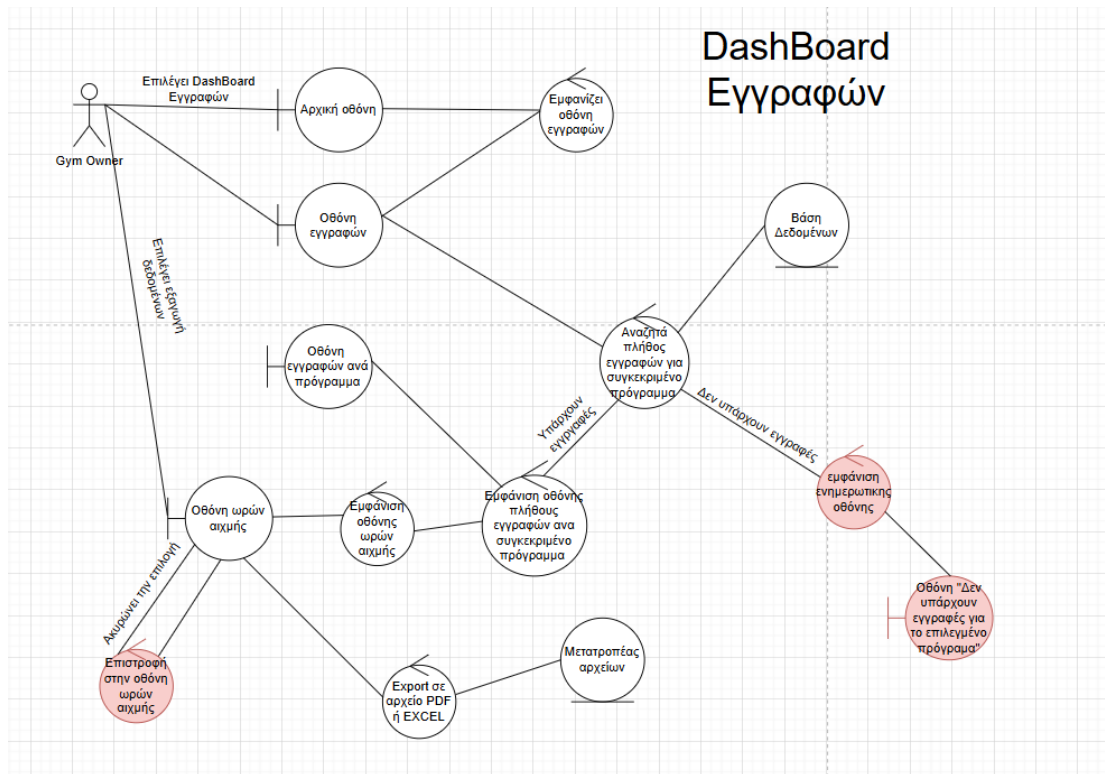 DashBoard
Εγγραφών
Επιλέγει DashBoard
Εγγραφών
Αρχική οθόνη
Εμφανίζει
οθόνη
εγγραφών
Gym Owner
Οθόνη
εγγραφών
Βάση
Δεδομένων
Επιλέγει εξαγωγή
δεδομένων
Οθόνη
εγγραφών ανά
πρόγραμμα
Αναζητά
πλήθος
εγγραφών για
συγκεκριμένο
πρόγραμμα
Υπάρχουν
εγγργαφές
Δεν υπάρχουν εγγραφές
εμφάνιση
ενημερωτικης
οθόνης
Οθόνη ωρών
αιχμής
Εμφάνιση
οθόνης
ωρών
αιχμής
Εμφάνιση οθόνης
πλήθους
εγγραφών ανα
συγκεκριμένο
πρόγραμμα
Ακυρώνει την επιλογή
Οθόνη "Δεν
υπάρχουν
εγγραφές για
το επιλεγμένο
πρόγραμα"
Επιστροφή
στην οθόνη
ωρών
αιχμής
Export σε
αρχείο PDF
ή EXCEL
Μετατροπέας
αρχείων